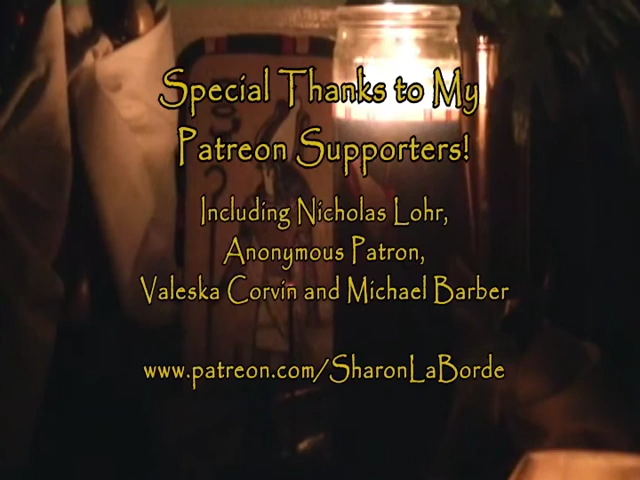 Special Thanks to My
Patreon Supporters!
Including Nicholas Lohr,
Anonymous Patron,
Valeska Corvin and Michael Barber
www.patreon.com/SharonLaBorde